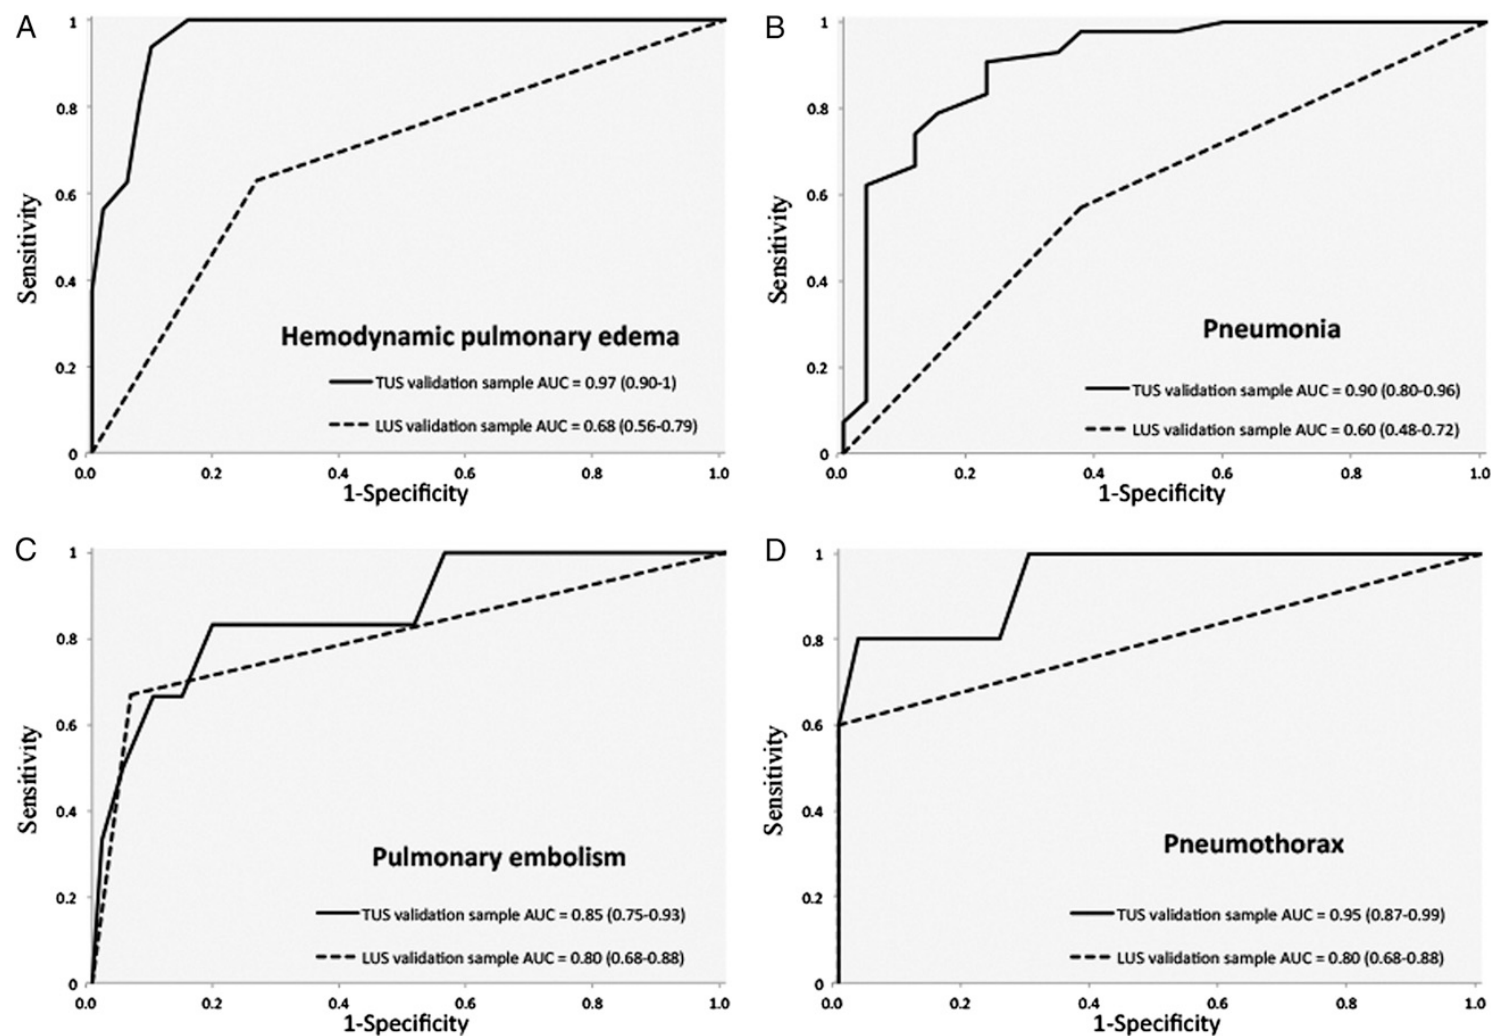 A
Sensitivity
1
0.8
0.6
0.4
0.2
0
Hemodynamic pulmonary edema
TUS validation sample AUC = 0.97 (0.90-1)
LUS validation sample AUC = 0.68 (0.56-0.79)
0.0 0.2 0.4 0.6 0.8 1.0
1-Specificity
B
Sensitivity
1
0.8
0.6
0.4
0.2
0
Pneumonia
TUS validation sample AUC = 0.90 (0.80-0.96)
LUS validation sample AUC = 0.60 (0.48-0.72)
0.0 0.2 0.4 0.6 0.8 1.0
1-Specificity
C
Sensitivity
1
0.8
0.6
0.4
0.2
0
Pulmonary embolism
TUS validation sample AUC = 0.85 (0.75-0.93)
LUS validation sample AUC = 0.80 (0.68-0.88)
0.0 0.2 0.4 0.6 0.8 1.0
1-Specificity
D
Sensitivity
1
0.8
0.6
0.4
0.2
0
Pneumothorax
TUS validation sample AUC = 0.95 (0.87-0.99)
LUS validation sample AUC = 0.80 (0.68-0.88)
0.0 0.2 0.4 0.6 0.8 1.0
1-Specificity